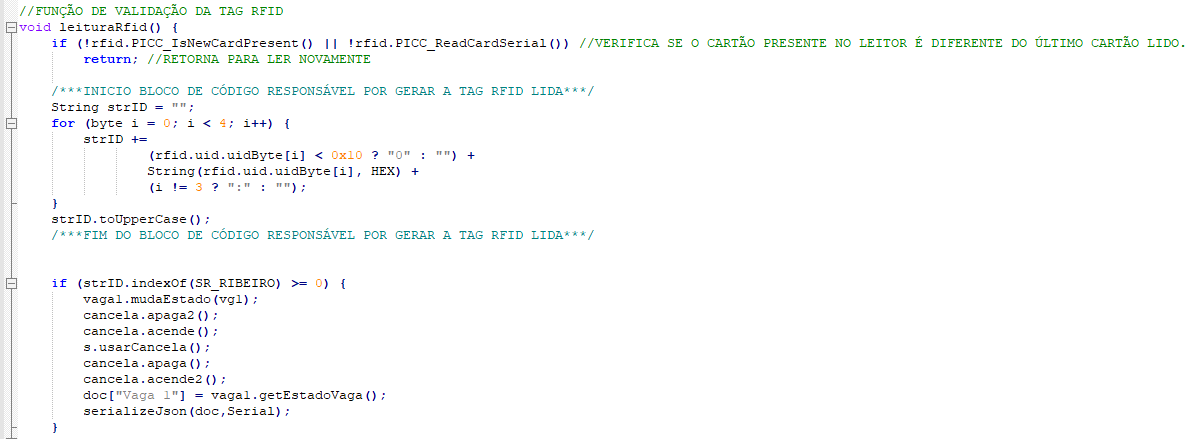 //FUNÇÃO DE VALIDAÇÃO DA TAG RFID
void leituraRfid() {
    if (!rfid.PICC_IsNewCardPresent() || !rfid.PICC_ReadCardSerial()) //VERIFICA SE O CARTÃO PRESENTE NO LEITOR É DIFERENTE DO ÚLTIMO CARTÃO LIDO.
        return; //RETORNA PARA LER NOVAMENTE
    /***INICIO BLOCO DE CÓDIGO RESPONSÁVEL POR GERAR A TAG RFID LIDA***/
    String strID = "";
    for (byte i = 0; i < 4; i++) {
        strID +=
                (rfid.uid.uidByte[i] < 0x10 ? "0" : "") +
                String(rfid.uid.uidByte[i], HEX) +
                (i != 3 ? ":" : "");
    }
    strID.toUpperCase();
    /***FIM DO BLOCO DE CÓDIGO RESPONSÁVEL POR GERAR A TAG RFID LIDA***/
    if (strID.indexOf(SR_RIBEIRO) >= 0) {
        vaga1.mudaEstado(vg1);
        cancela.apaga2();
        cancela.acende();
        s.usarCancela();
        cancela.apaga();
        cancela.acende2();
        doc["Vaga 1"] = vaga1.getEstadoVaga();
        serializeJson(doc,Serial);
    }